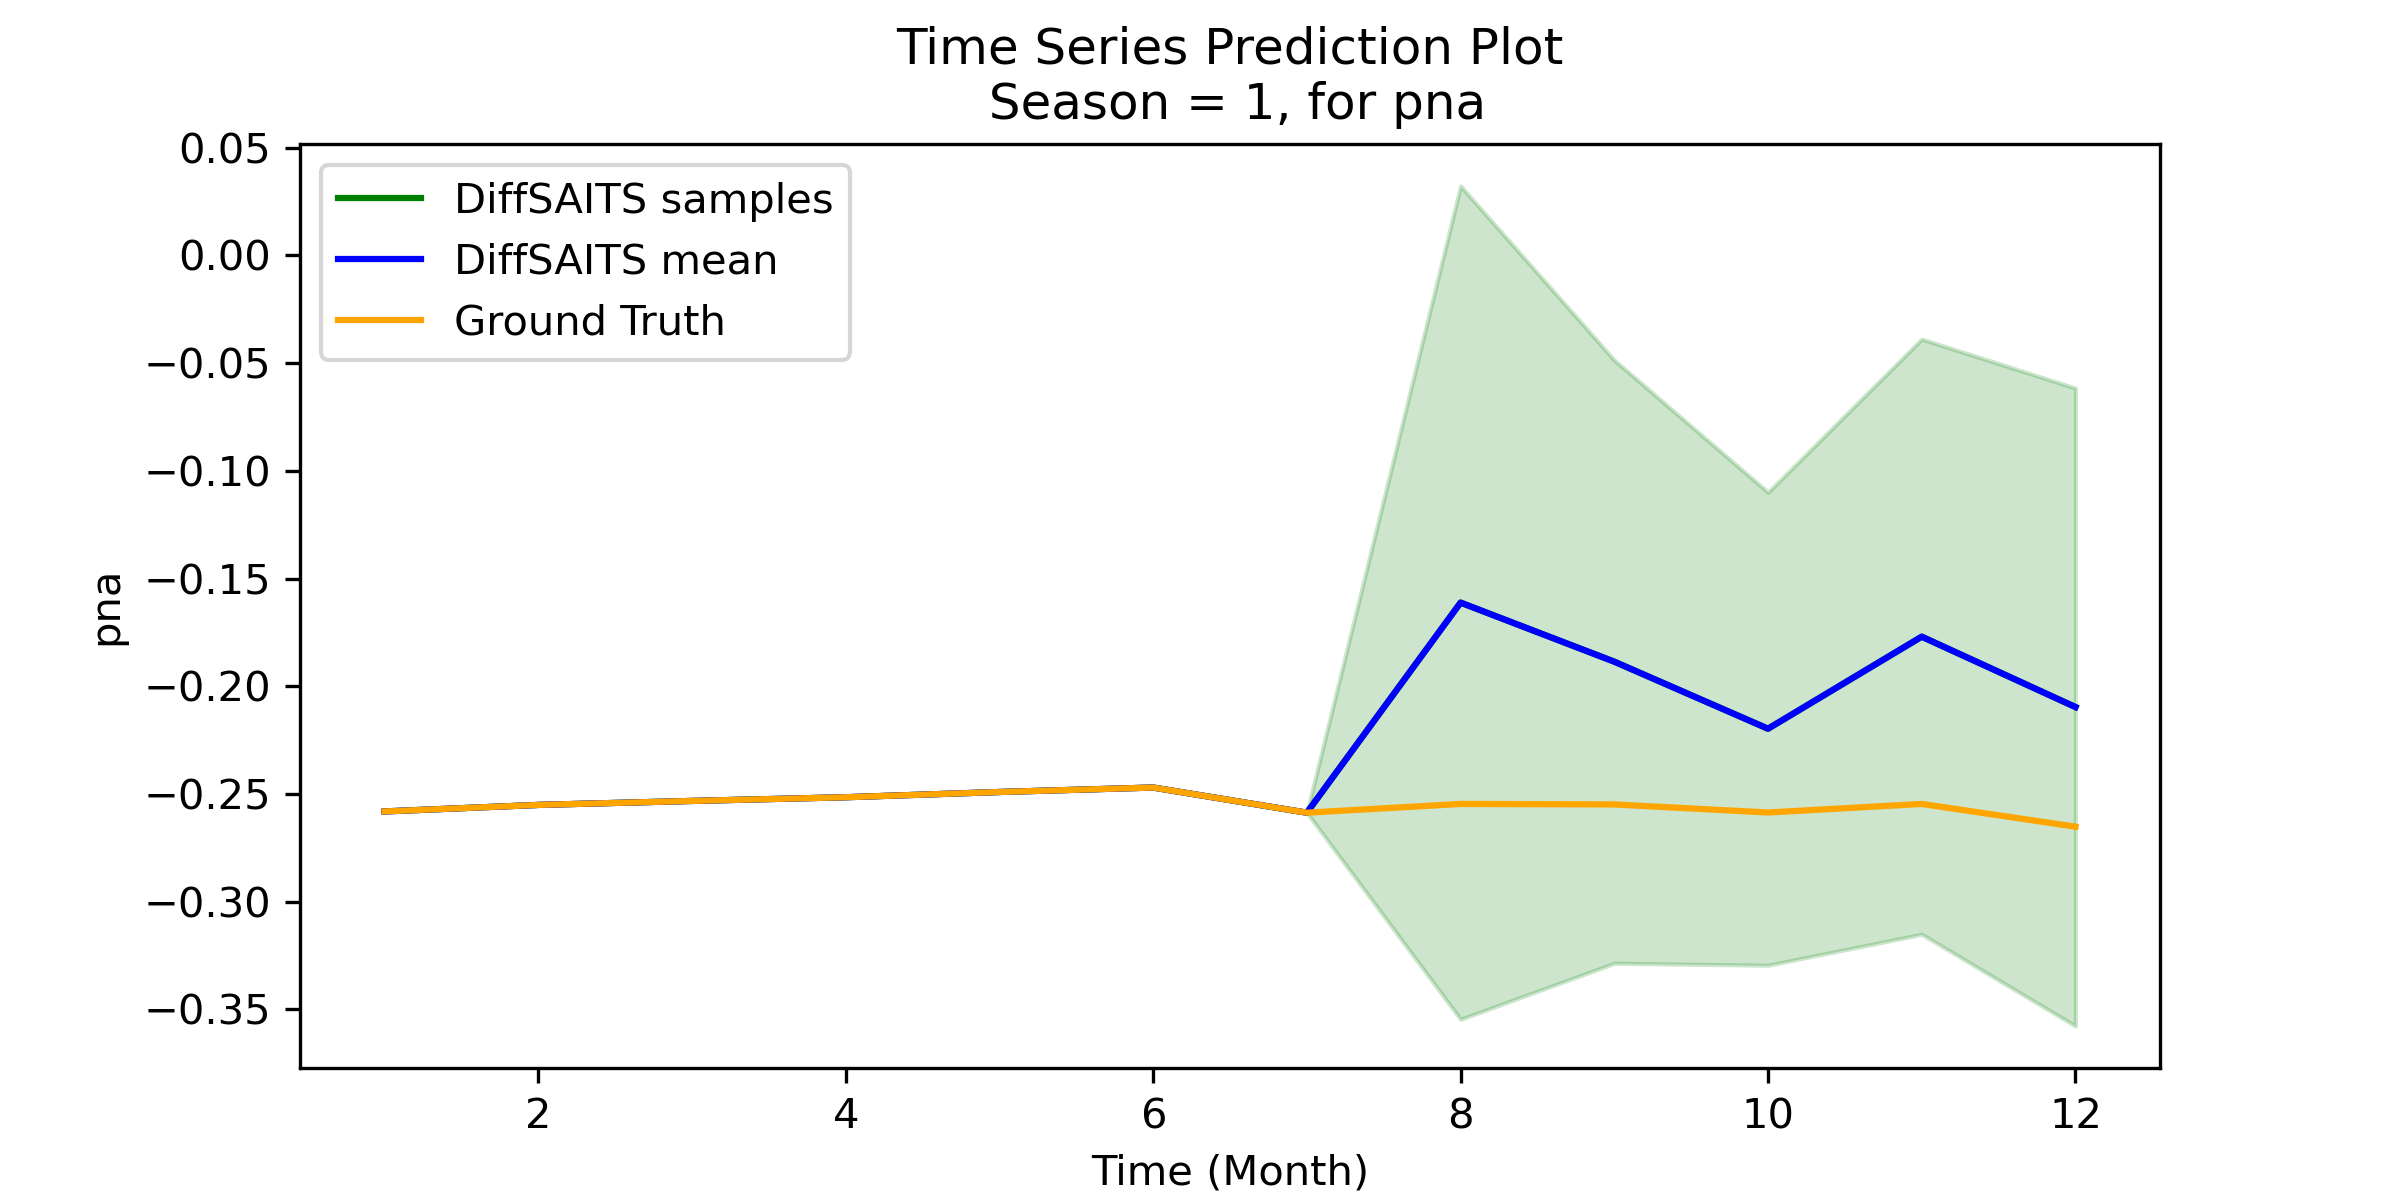 Time Series Prediction Plot
Season = 1, for pna
DiffSAITS samples
DiffSAITS mean
Ground Truth
0.05
0.00
−0.05
−0.10
−0.15
−0.20
−0.25
−0.30
−0.35
pna
2 4 6 8 10 12
Time (Month)